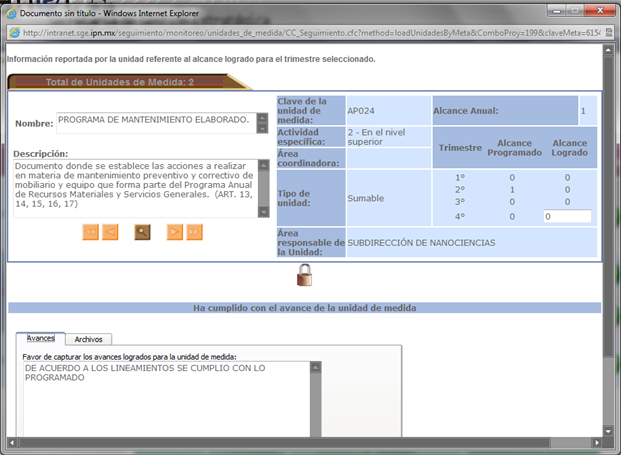 Documento sin título - Windows Internet Explorer
http://intranet.sge.ipn.mx/seguimiento/monitoreo/unidades_de_medida/CC_Seguimiento.cfc?method=loadUnidadesByMeta&ComboProy=199&claveMeta=615
Información reportada por la unidad referente al alcance logrado para el trimestre seleccionado.
Total de Unidades de Medida: 2
Nombre: PROGRAMA DE MANTENIMIENTO ELABORADO.
Descripción:
Documento donde se establece las acciones a realizar
en materia de mantenimiento preventivo y correctivo de
mobiliario y equipo que forma parte del Programa Anual
de Recursos Materiales y Servicios Generales. (ART. 13,
14, 15, 16, 17)
Clave de la unidad de medida: AP024
Actividad específica: 2 - En el nivel superior
Área coordinadora:
Tipo de unidad: Sumable
Área responsable de la Unidad: SUBDIRECCIÓN DE NANOCIENCIAS
Alcance Anual: 1
Trimestre Alcance Programado Alcance Logrado
1º 0 0
2º 1 0
3º 0 0
4º 0 0
Ha cumplido con el avance de la unidad de medida
Avances Archivos
Favor de capturar los avances logrados para la unidad de medida:
DE ACUERDO A LOS LINEAMIENTOS SE CUMPLIO CON LO
PROGRAMADO